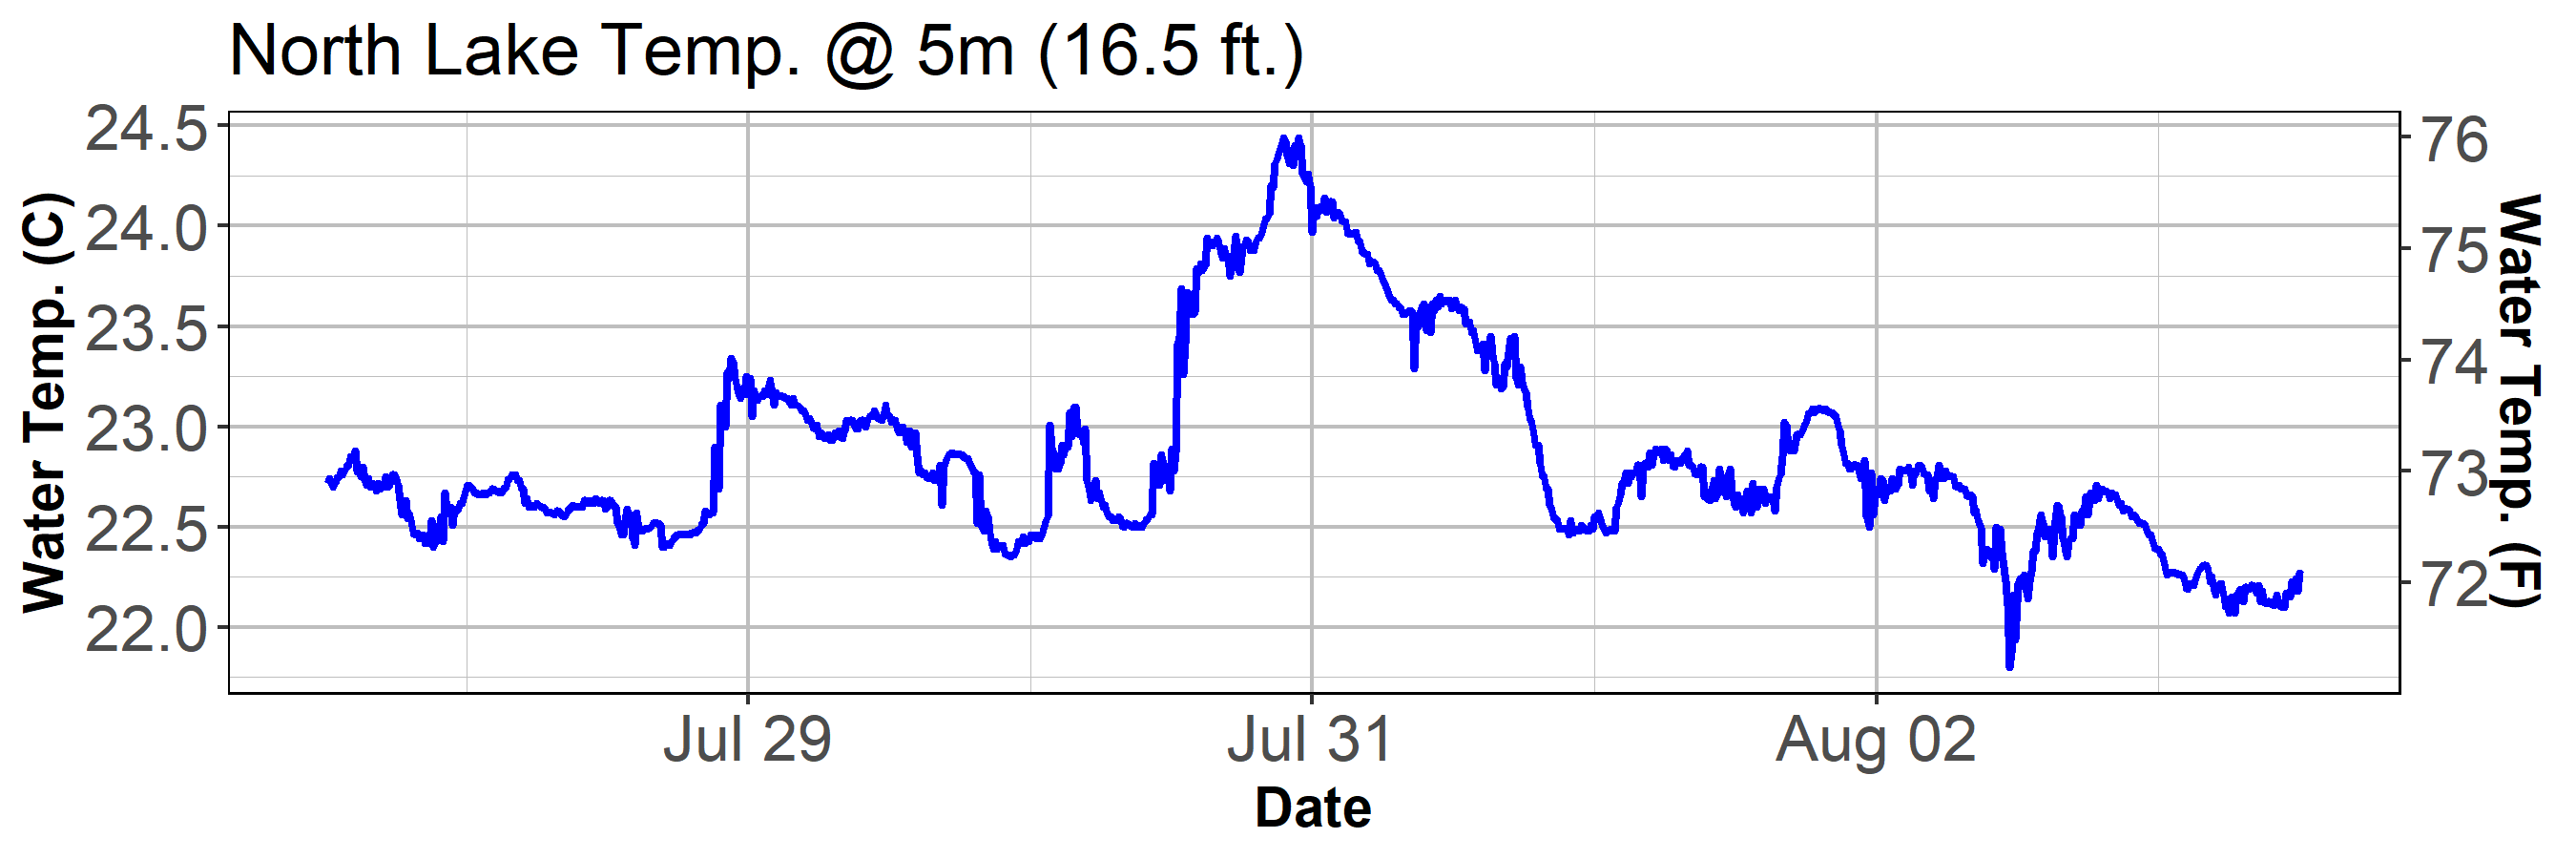 North Lake Temp. @ 5m (16.5 ft.)
Water Temp. (C)
24.5
24.0
23.5
23.0
22.5
22.0
76
75
74
73
72
Water Temp. (F)
Jul 29
Jul 31
Aug 02
Date